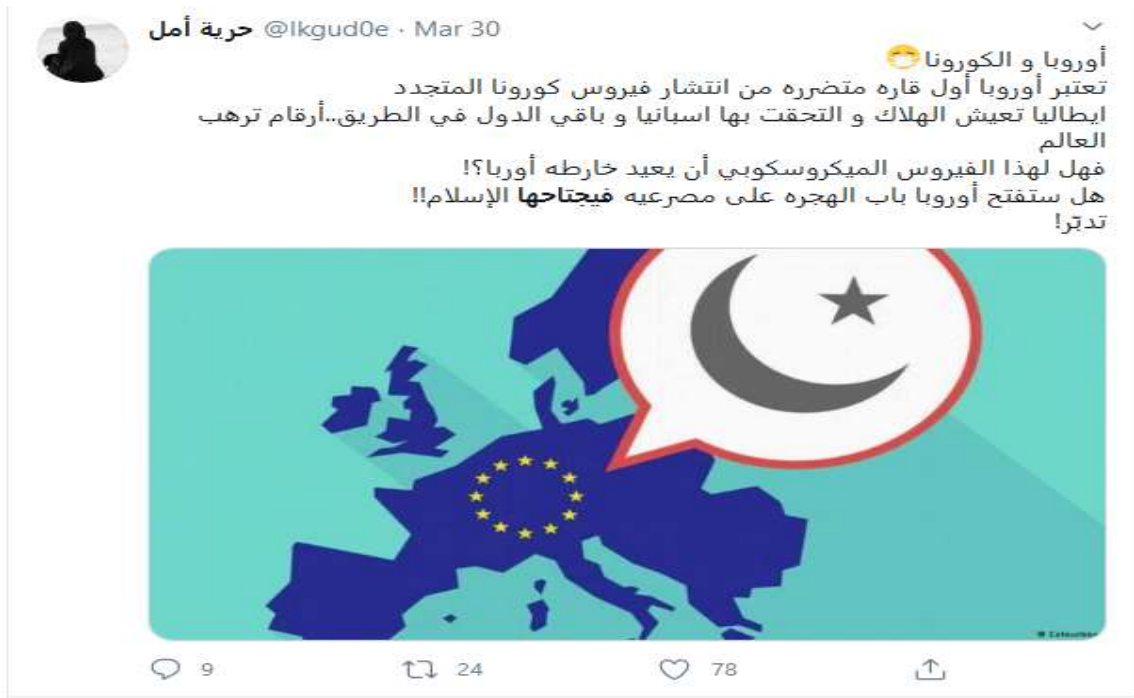 حرية أمل @lkgud0e · Mar 30
أوروبا و الكورونا😷
تعتبر أوروبا أول قاره متضرره من انتشار فيروس كورونا المتجدد
ايطاليا تعيش الهلاك و التحقت بها اسبانيا و باقي الدول في الطريق..أرقام ترهب
العالم
فهل لهذا الفيروس الميكروسكوبي أن يعيد خارطه أوربا؟!
هل ستفتح أوروبا باب الهجره على مصرعيه فيجتاحها الإسلام!!
تدبّر!
9 24 78